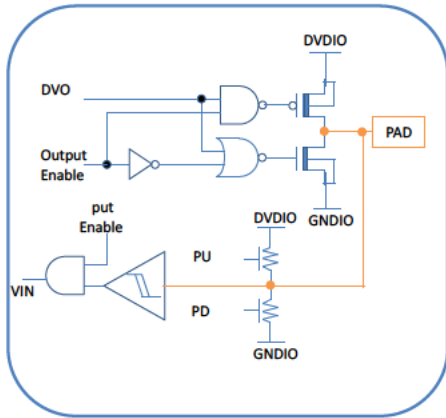 DVDIO
DVO
PAD
Output
Enable
GNDIO
put
Enable
DVDIO
PU
VIN
PD
GNDIO